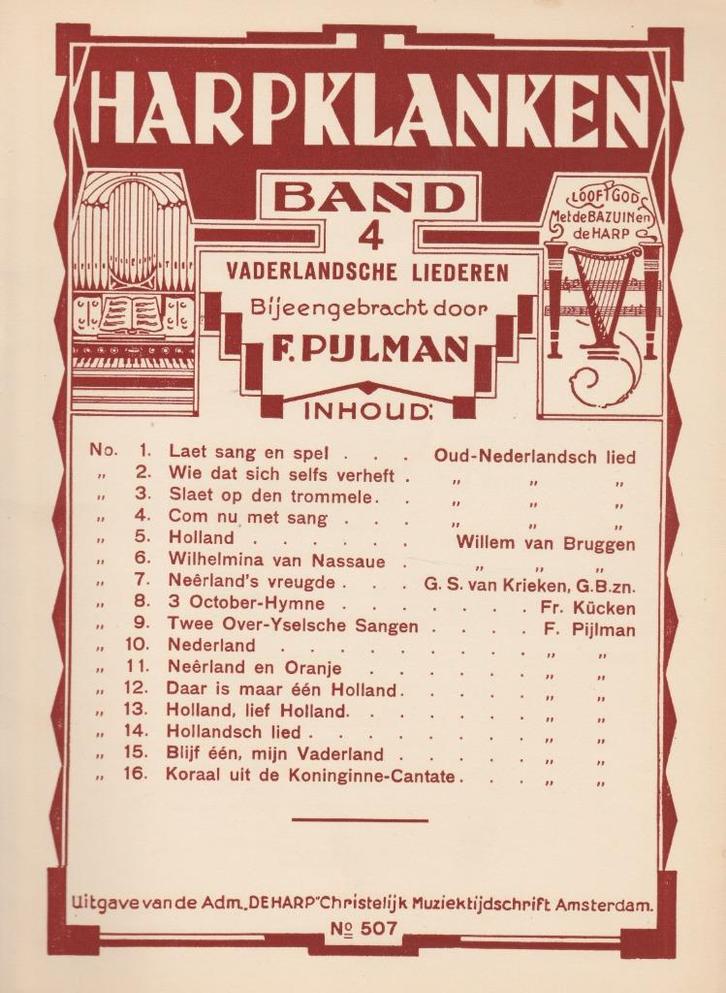 HARPKLANKEN
BAND
4
LOOFT GOD
Met de BAZUIN en
de HARP
VADERLANDSCHE LIEDEREN
Bijeengebracht door
F. PIJLMAN
INHOUD:
No. 1. Laet sang en spel . . . Oud-Nederlandsch lied
„ 2. Wie dat sich selfs verheft . „ „ „
„ 3. Slaet op den trommele. . „ „ „
„ 4. Com nu met sang . . . „ „ „
„ 5. Holland . . . . . . Willem van Bruggen
„ 6. Wilhelmina van Nassaue . „ „ „
„ 7. Neêrland's vreugde . . . G. S. van Krieken, G.B.zn.
„ 8. 3 October-Hymne . . . . . . . Fr. Kücken
„ 9. Twee Over-Yselsche Sangen . . . . F. Pijlman
„ 10. Nederland . . . . . . . . . „ „
„ 11. Neêrland en Oranje . . . . . . . „ „
„ 12. Daar is maar één Holland. . . . . . „ „
„ 13. Holland, lief Holland. . . . . . . „ „
„ 14. Hollandsch lied . . . . . . . . „ „
„ 15. Blijf één, mijn Vaderland . . . . . „ „
„ 16. Koraal uit de Koninginne-Cantate . . . „ „
Uitgave van de Adm. „DE HARP" Christelijk Muziektijdschrift Amsterdam.
Nº 507